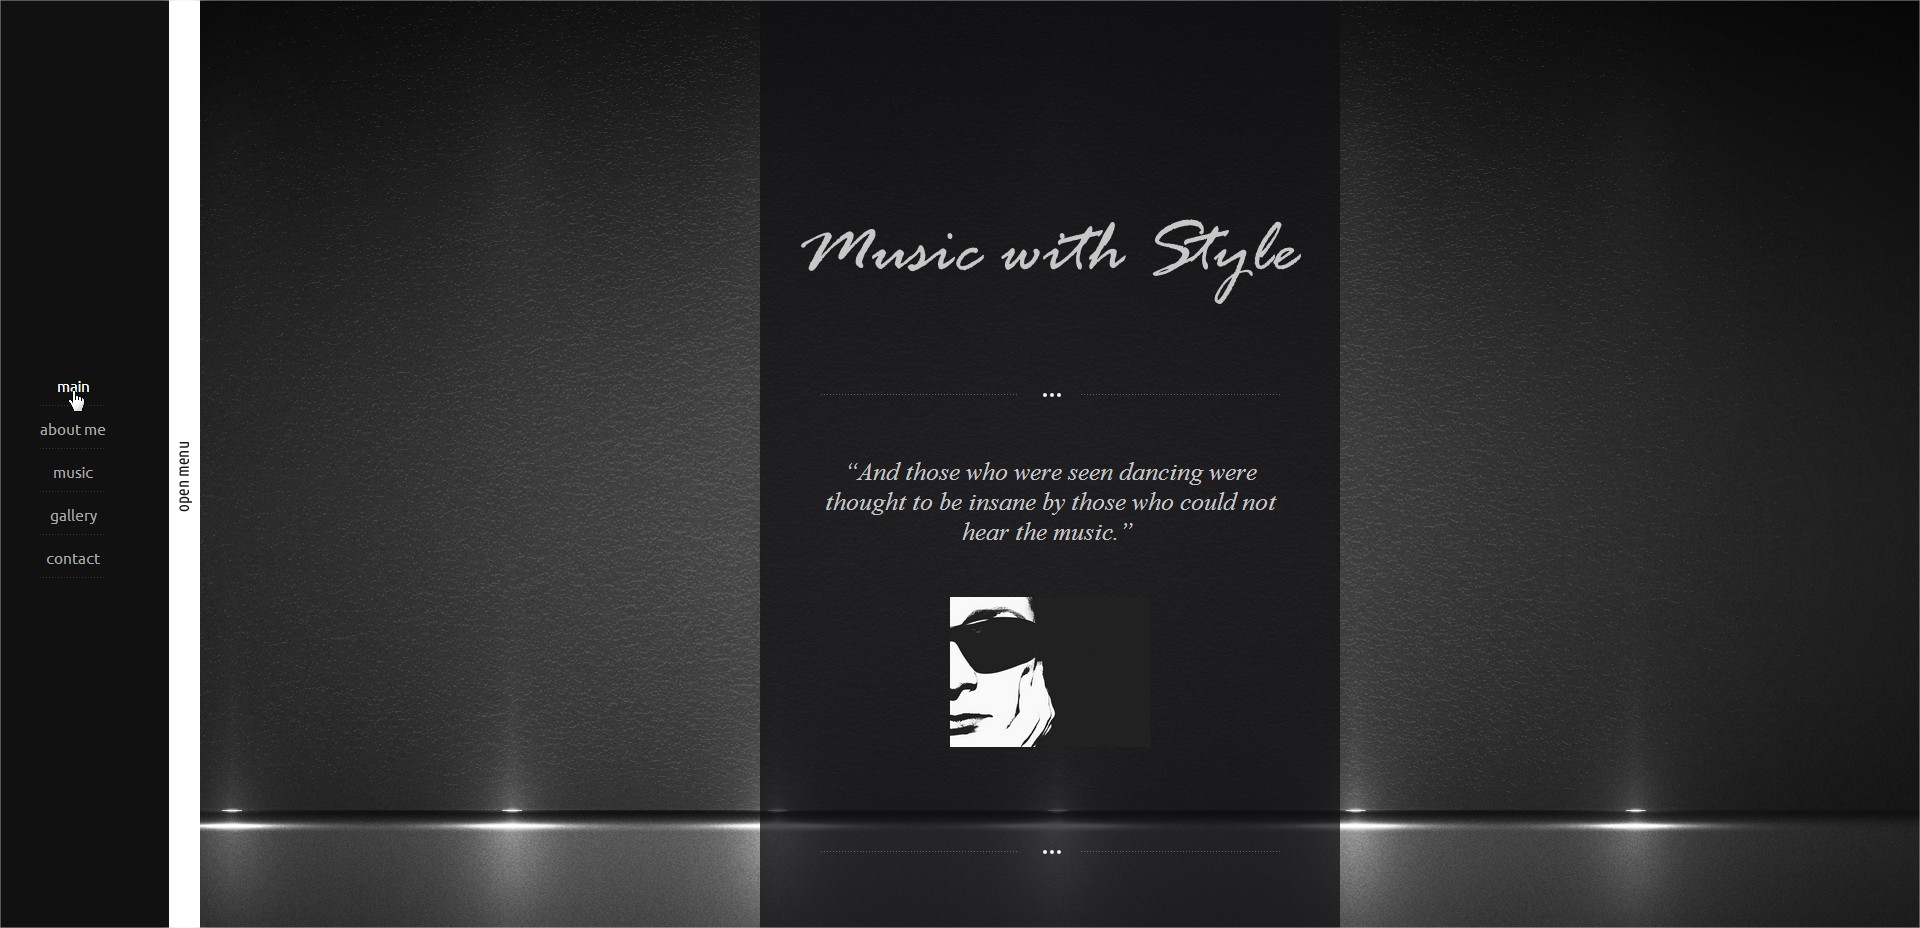 main
about me
music
gallery
contact
open menu
Music with Style
“And those who were seen dancing were
thought to be insane by those who could not
hear the music.”